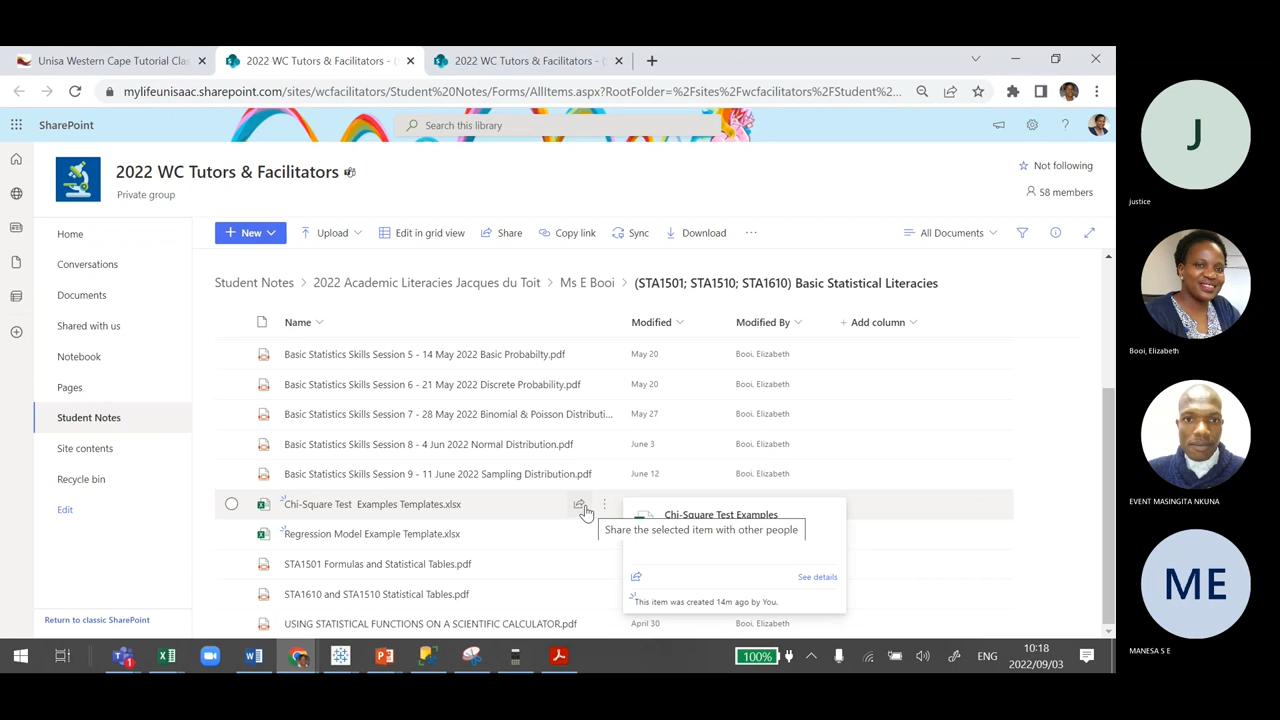 Unisa Western Cape Tutorial Clas
2022 WC Tutors & Facilitators - (
2022 WC Tutors & Facilitators - (
mylifeunisaac.sharepoint.com/sites/wcfacilitators/Student%20Notes/Forms/AllItems.aspx?RootFolder=%2Fsites%2Fwcfacilitators%2FStudent%2...
SharePoint
Search this library
2022 WC Tutors & Facilitators
Private group
Not following
58 members
New
Upload
Edit in grid view
Share
Copy link
Sync
Download
All Documents
Home
Conversations
Documents
Shared with us
Notebook
Pages
Student Notes
Site contents
Recycle bin
Edit
Return to classic SharePoint
Student Notes > 2022 Academic Literacies Jacques du Toit > Ms E Booi > (STA1501; STA1510; STA1610) Basic Statistical Literacies
Name Modified Modified By + Add column
Basic Statistics Skills Session 5 - 14 May 2022 Basic Probabilty.pdf May 20 Booi, Elizabeth
Basic Statistics Skills Session 6 - 21 May 2022 Discrete Probability.pdf May 20 Booi, Elizabeth
Basic Statistics Skills Session 7 - 28 May 2022 Binomial & Poisson Distributi... May 27 Booi, Elizabeth
Basic Statistics Skills Session 8 - 4 Jun 2022 Normal Distribution.pdf June 3 Booi, Elizabeth
Basic Statistics Skills Session 9 - 11 June 2022 Sampling Distribution.pdf June 12 Booi, Elizabeth
Chi-Square Test Examples Templates.xlsx
Chi-Square Test Examples
Share the selected item with other people
Regression Model Example Template.xlsx
STA1501 Formulas and Statistical Tables.pdf
See details
STA1610 and STA1510 Statistical Tables.pdf
This item was created 14m ago by You.
USING STATISTICAL FUNCTIONS ON A SCIENTIFIC CALCULATOR.pdf April 30 Booi, Elizabeth
1
100%
ENG
10:18
2022/09/03
J
justice
Booi, Elizabeth
EVENT MASINGITA NKUNA
ME
MANESA S E